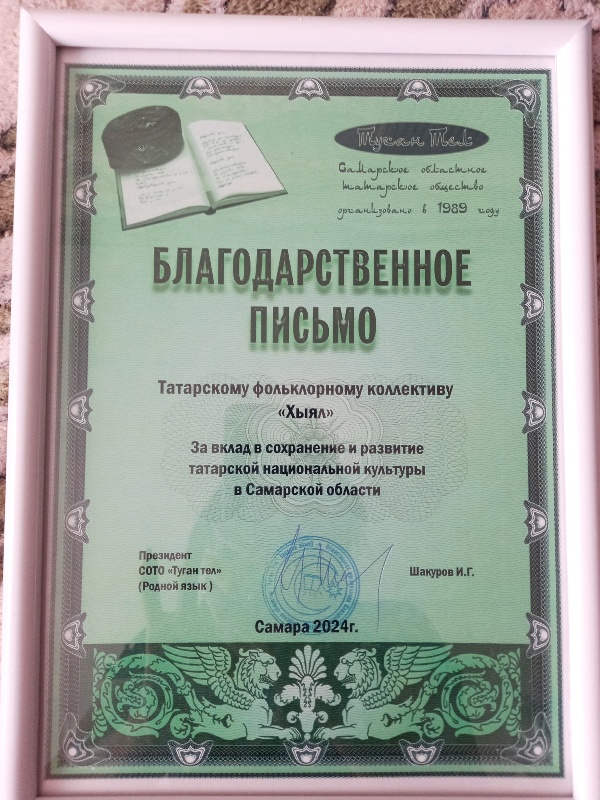 Туган Тел
Самарское областное
татарское общество
организовано в 1989 году
БЛАГОДАРСТВЕННОЕ
ПИСЬМО
Татарскому фольклорному коллективу
«Хыял»
За вклад в сохранение и развитие
татарской национальной культуры
в Самарской области
Президент
СОТО «Туган тел»
(Родной язык )
Шакуров И.Г.
Самара 2024г.